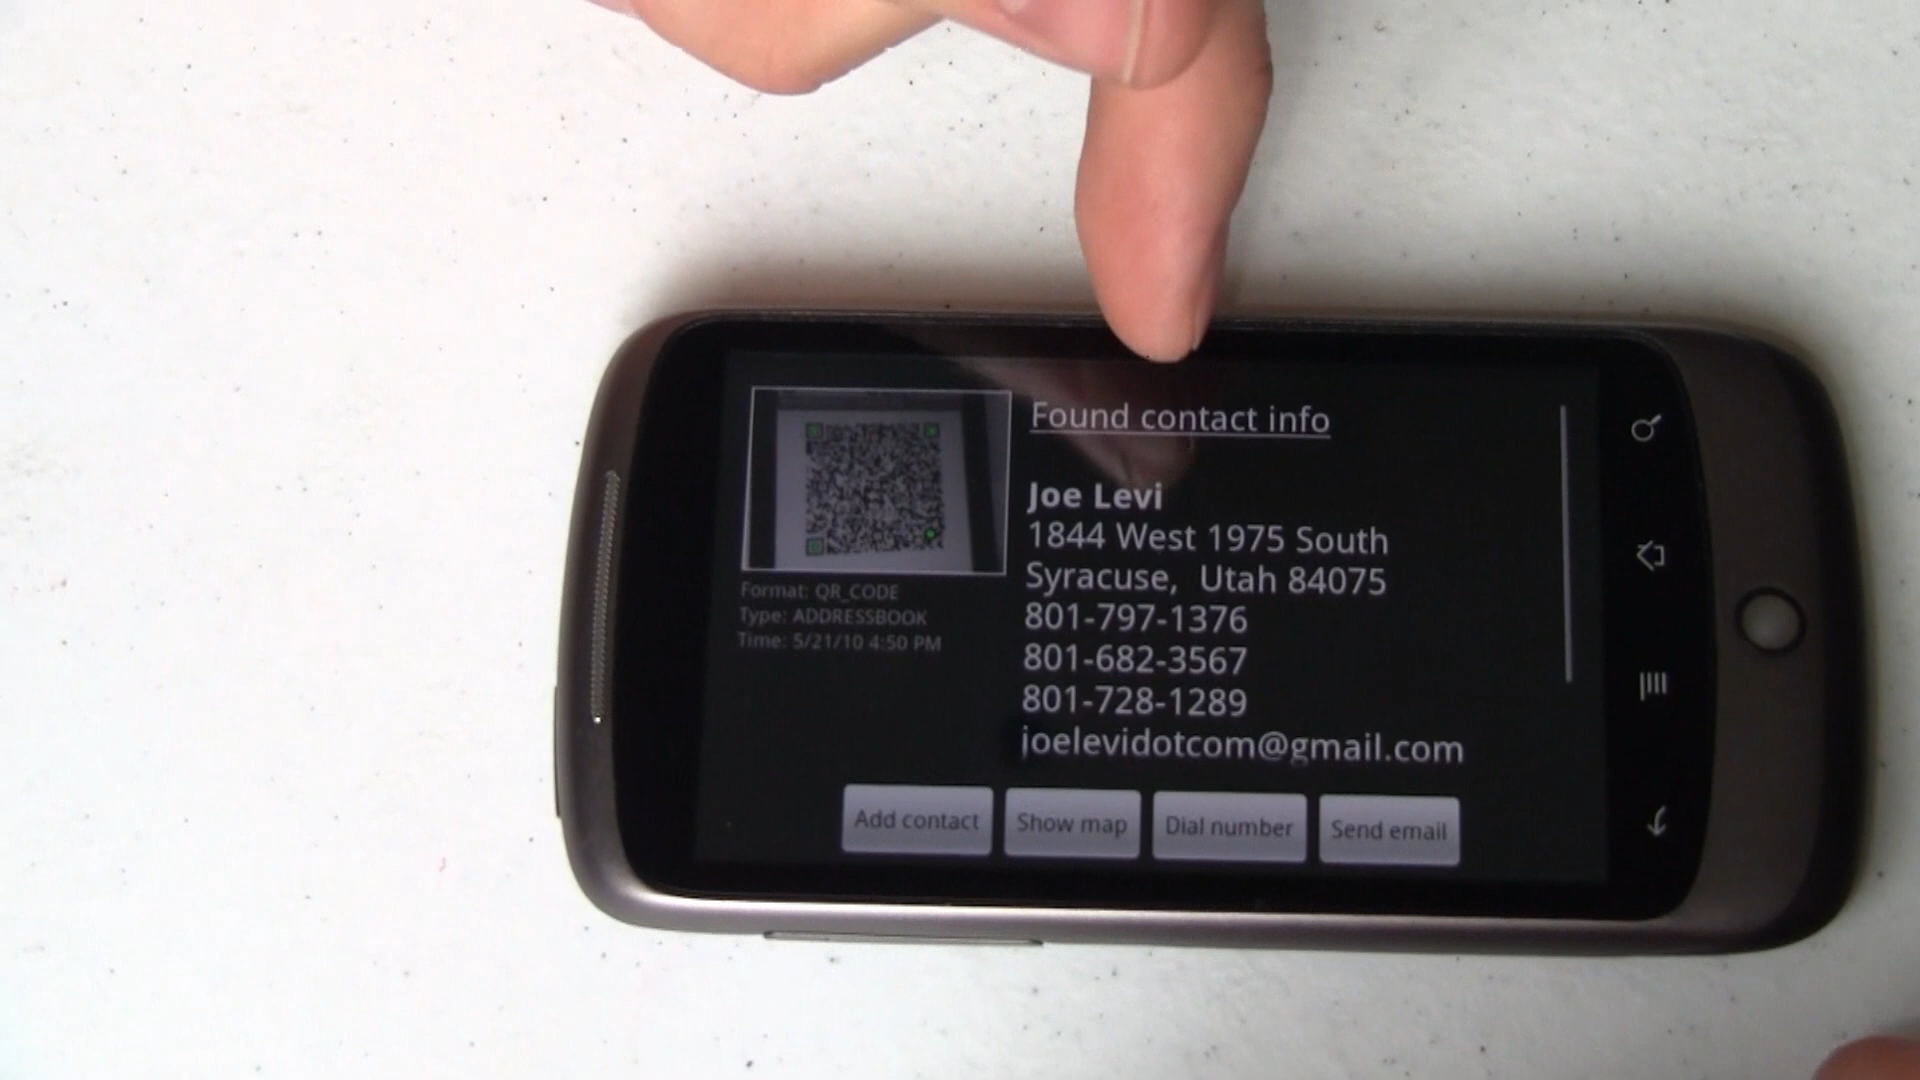 Found contact info
Joe Levi
1844 West 1975 South
Syracuse, Utah 84075
801-797-1376
801-682-3567
801-728-1289
joelevidotcom@gmail.com
Format: QR_CODE
Type: ADDRESSBOOK
Time: 5/21/10 4:50 PM
Add contact
Show map
Dial number
Send email